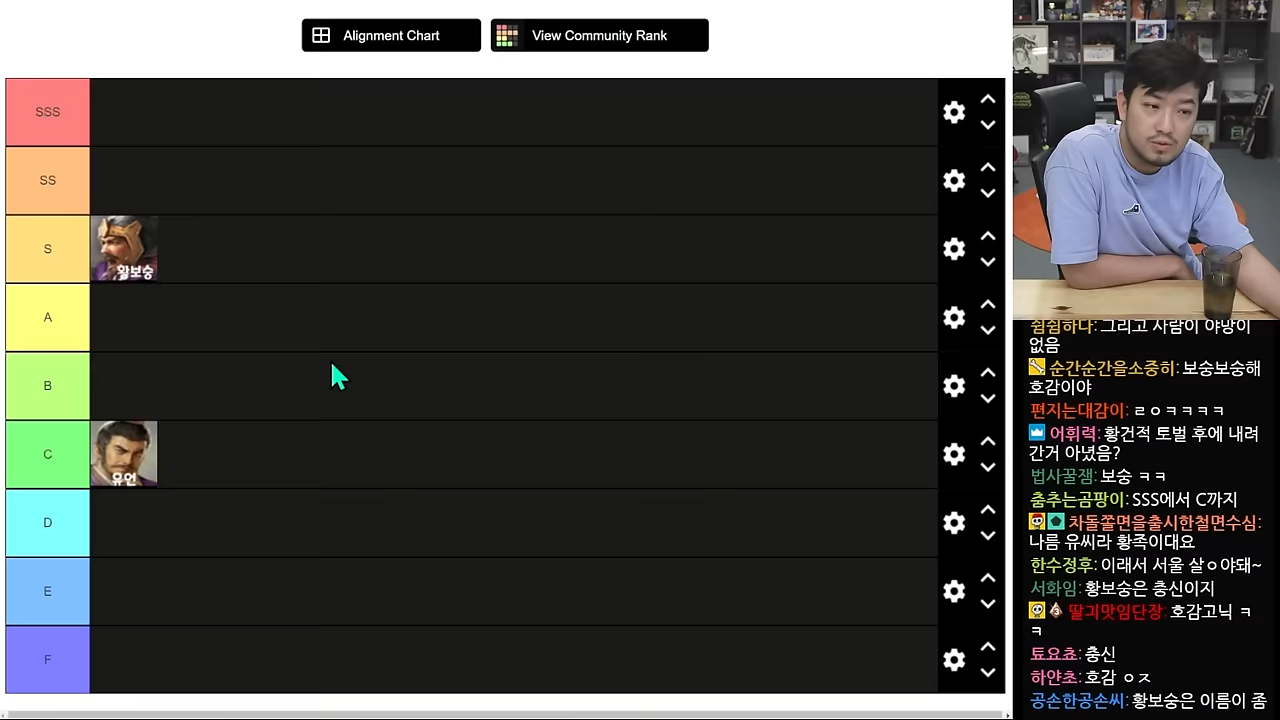 Alignment Chart
View Community Rank
SSS
SS
S
황보숭
A
B
C
유언
D
E
F
쉼쉼하다: 그리고 사람이 야망이
없음
순간순간을소중히: 보숭보숭해
호감이야
편지는대감이: ㄹㅇㅋㅋㅋㅋ
어휘력: 황건적 토벌 후에 내려
간거 아녔음?
법사꿀잼: 보숭 ㅋㅋ
춤추는곰팡이: SSS에서 C까지
차돌쫄면을출시한철면수심:
나름 유씨라 황족이대요
한수정후: 이래서 서울 살ㅇ야돼~
서화임: 황보숭은 충신이지
딸긔맛임단장: 호감고닉 ㅋ
ㅋ
됴요쵸: 충신
하얀초: 호감 ㅇㅈ
공손한공손씨: 황보숭은 이름이 좀